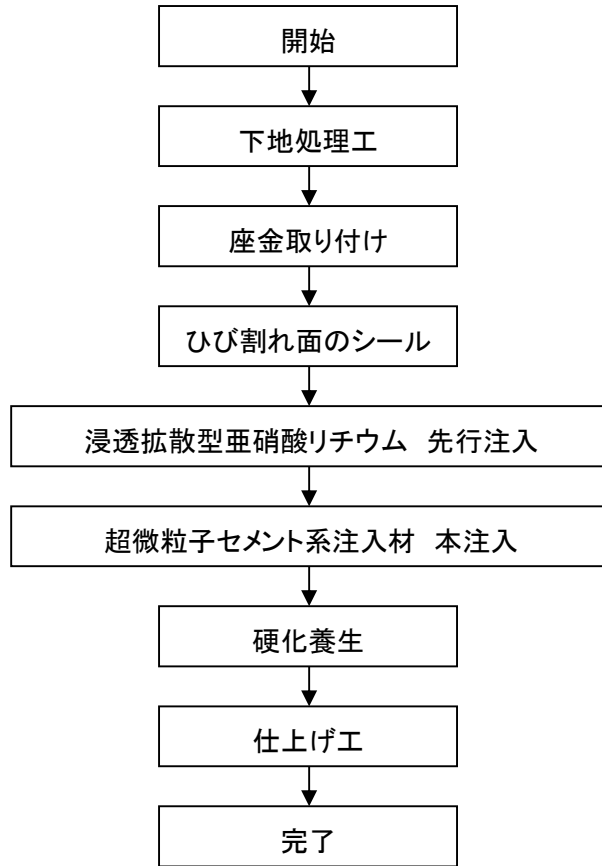 開始
下地処理工
座金取り付け
ひび割れ面のシール
浸透拡散型亜硝酸リチウム　先行注入
超微粒子セメント系注入材　本注入
硬化養生
仕上げ工
完了